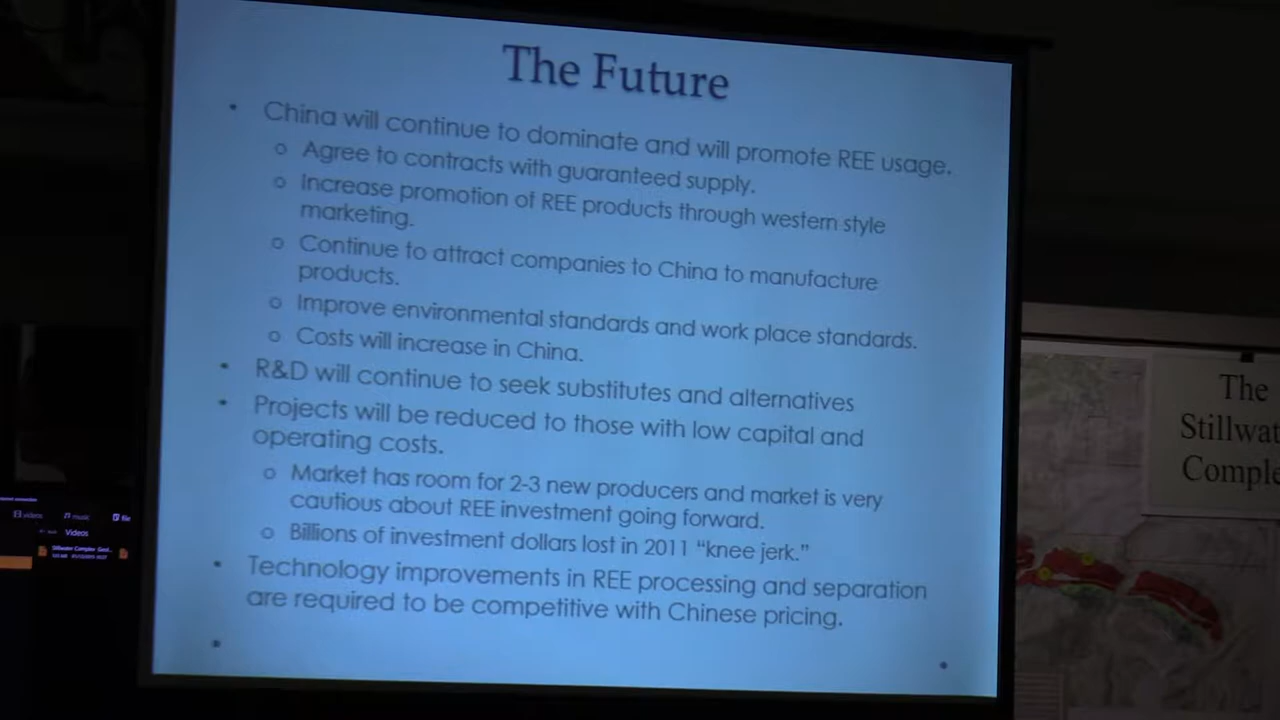 The Future
• China will continue to dominate and will promote REE usage.
o Agree to contracts with guaranteed supply.
o Increase promotion of REE products through western style
marketing.
o Continue to attract companies to China to manufacture
products.
o Improve environmental standards and work place standards.
o Costs will increase in China.
• R&D will continue to seek substitutes and alternatives
• Projects will be reduced to those with low capital and
operating costs.
o Market has room for 2-3 new producers and market is very
cautious about REE investment going forward.
o Billions of investment dollars lost in 2011 “knee jerk.”
• Technology improvements in REE processing and separation
are required to be competitive with Chinese pricing.
The
Stillwat
Comple
videos music file
Videos